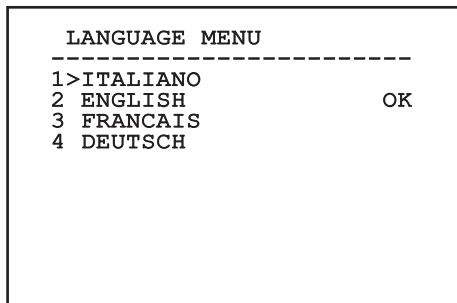 LANGUAGE MENU
------------------------
1>ITALIANO
2 ENGLISH OK
3 FRANCAIS
4 DEUTSCH